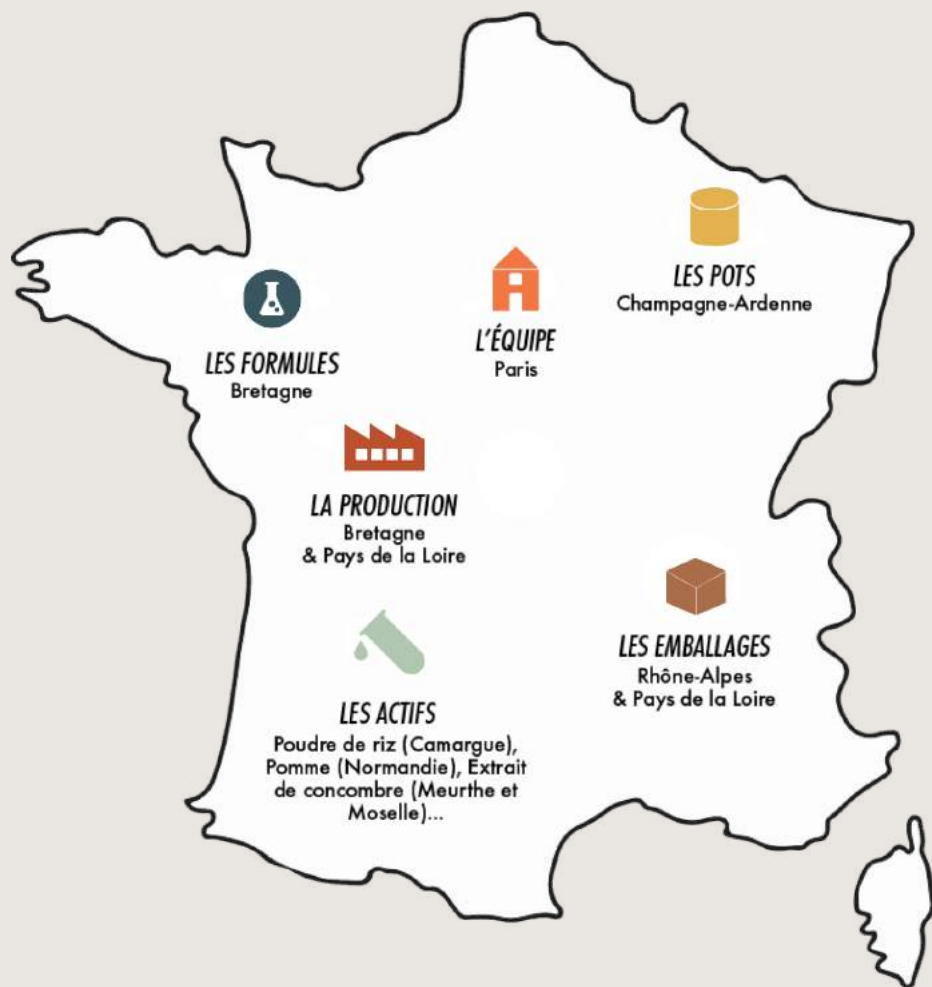 LES POTS
Champagne-Ardenne
L'ÉQUIPE
Paris
LES FORMULES
Bretagne
LA PRODUCTION
Bretagne
& Pays de la Loire
LES EMBALLAGES
Rhône-Alpes
& Pays de la Loire
LES ACTIFS
Poudre de riz (Camargue),
Pomme (Normandie), Extrait
de concombre (Meurthe et
Moselle)...